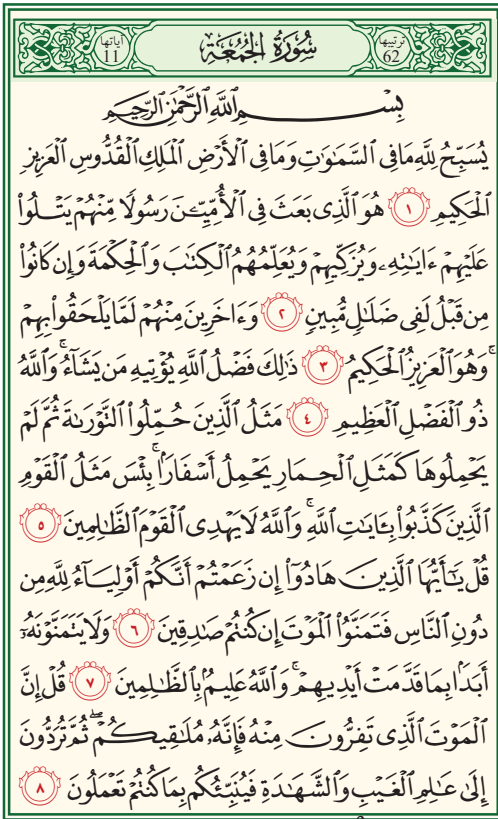 آياتها 11 سُورَةُ الْجُمُعَةِ ترتيبها 62
بِسْمِ ٱللَّهِ ٱلرَّحْمَٰنِ ٱلرَّحِيمِ
يُسَبِّحُ لِلَّهِ مَا فِى ٱلسَّمَٰوَٰتِ وَمَا فِى ٱلْأَرْضِ ٱلْمَلِكِ ٱلْقُدُّوسِ ٱلْعَزِيزِ
ٱلْحَكِيمِ ١ هُوَ ٱلَّذِى بَعَثَ فِى ٱلْأُمِّيِّـۧنَ رَسُولًا مِّنْهُمْ يَتْلُوا۟
عَلَيْهِمْ ءَايَٰتِهِۦ وَيُزَكِّيهِمْ وَيُعَلِّمُهُمُ ٱلْكِتَٰبَ وَٱلْحِكْمَةَ وَإِن كَانُوا۟
مِن قَبْلُ لَفِى ضَلَٰلٍ مُّبِينٍ ٢ وَءَاخَرِينَ مِنْهُمْ لَمَّا يَلْحَقُوا۟ بِهِمْ
ۚ وَهُوَ ٱلْعَزِيزُ ٱلْحَكِيمُ ٣ ذَٰلِكَ فَضْلُ ٱللَّهِ يُؤْتِيهِ مَن يَشَآءُ ۚ وَٱللَّهُ
ذُو ٱلْفَضْلِ ٱلْعَظِيمِ ٤ مَثَلُ ٱلَّذِينَ حُمِّلُوا۟ ٱلتَّوْرَىٰةَ ثُمَّ لَمْ
يَحْمِلُوهَا كَمَثَلِ ٱلْحِمَارِ يَحْمِلُ أَسْفَارًۢا ۚ بِئْسَ مَثَلُ ٱلْقَوْمِ
ٱلَّذِينَ كَذَّبُوا۟ بِـَٔايَٰتِ ٱللَّهِ ۚ وَٱللَّهُ لَا يَهْدِى ٱلْقَوْمَ ٱلظَّٰلِمِينَ ٥
قُلْ يَٰٓأَيُّهَا ٱلَّذِينَ هَادُوٓا۟ إِن زَعَمْتُمْ أَنَّكُمْ أَوْلِيَآءُ لِلَّهِ مِن
دُونِ ٱلنَّاسِ فَتَمَنَّوُا۟ ٱلْمَوْتَ إِن كُنتُمْ صَٰدِقِينَ ٦ وَلَا يَتَمَنَّوْنَهُۥٓ
أَبَدًۢا بِمَا قَدَّمَتْ أَيْدِيهِمْ ۚ وَٱللَّهُ عَلِيمٌۢ بِٱلظَّٰلِمِينَ ٧ قُلْ إِنَّ
ٱلْمَوْتَ ٱلَّذِى تَفِرُّونَ مِنْهُ فَإِنَّهُۥ مُلَٰقِيكُمْ ۖ ثُمَّ تُرَدُّونَ
إِلَىٰ عَٰلِمِ ٱلْغَيْبِ وَٱلشَّهَٰدَةِ فَيُنَبِّئُكُم بِمَا كُنتُمْ تَعْمَلُونَ ٨